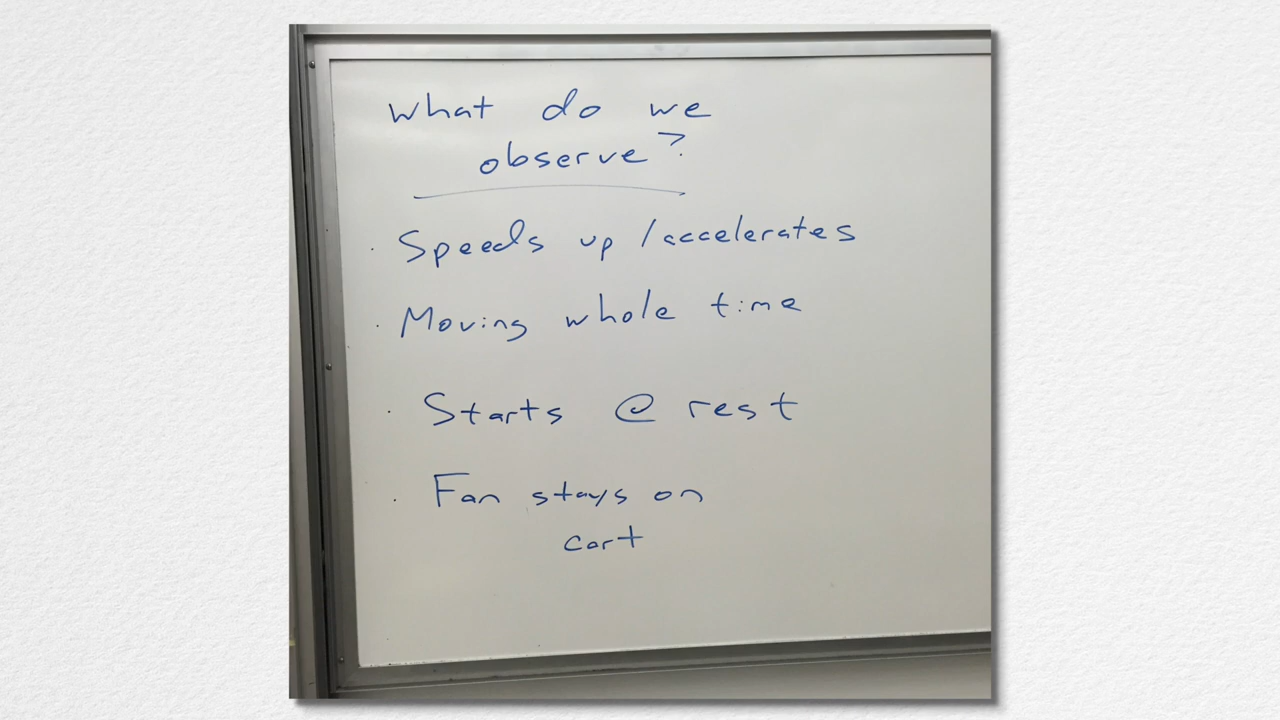 What do we
observe?
· Speeds up /accelerates
· Moving whole time
· Starts @ rest
· Fan stays on
cart